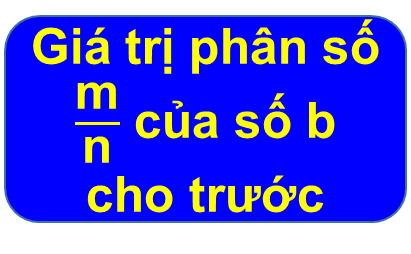 Giá trị phân số
m/n của số b
cho trước